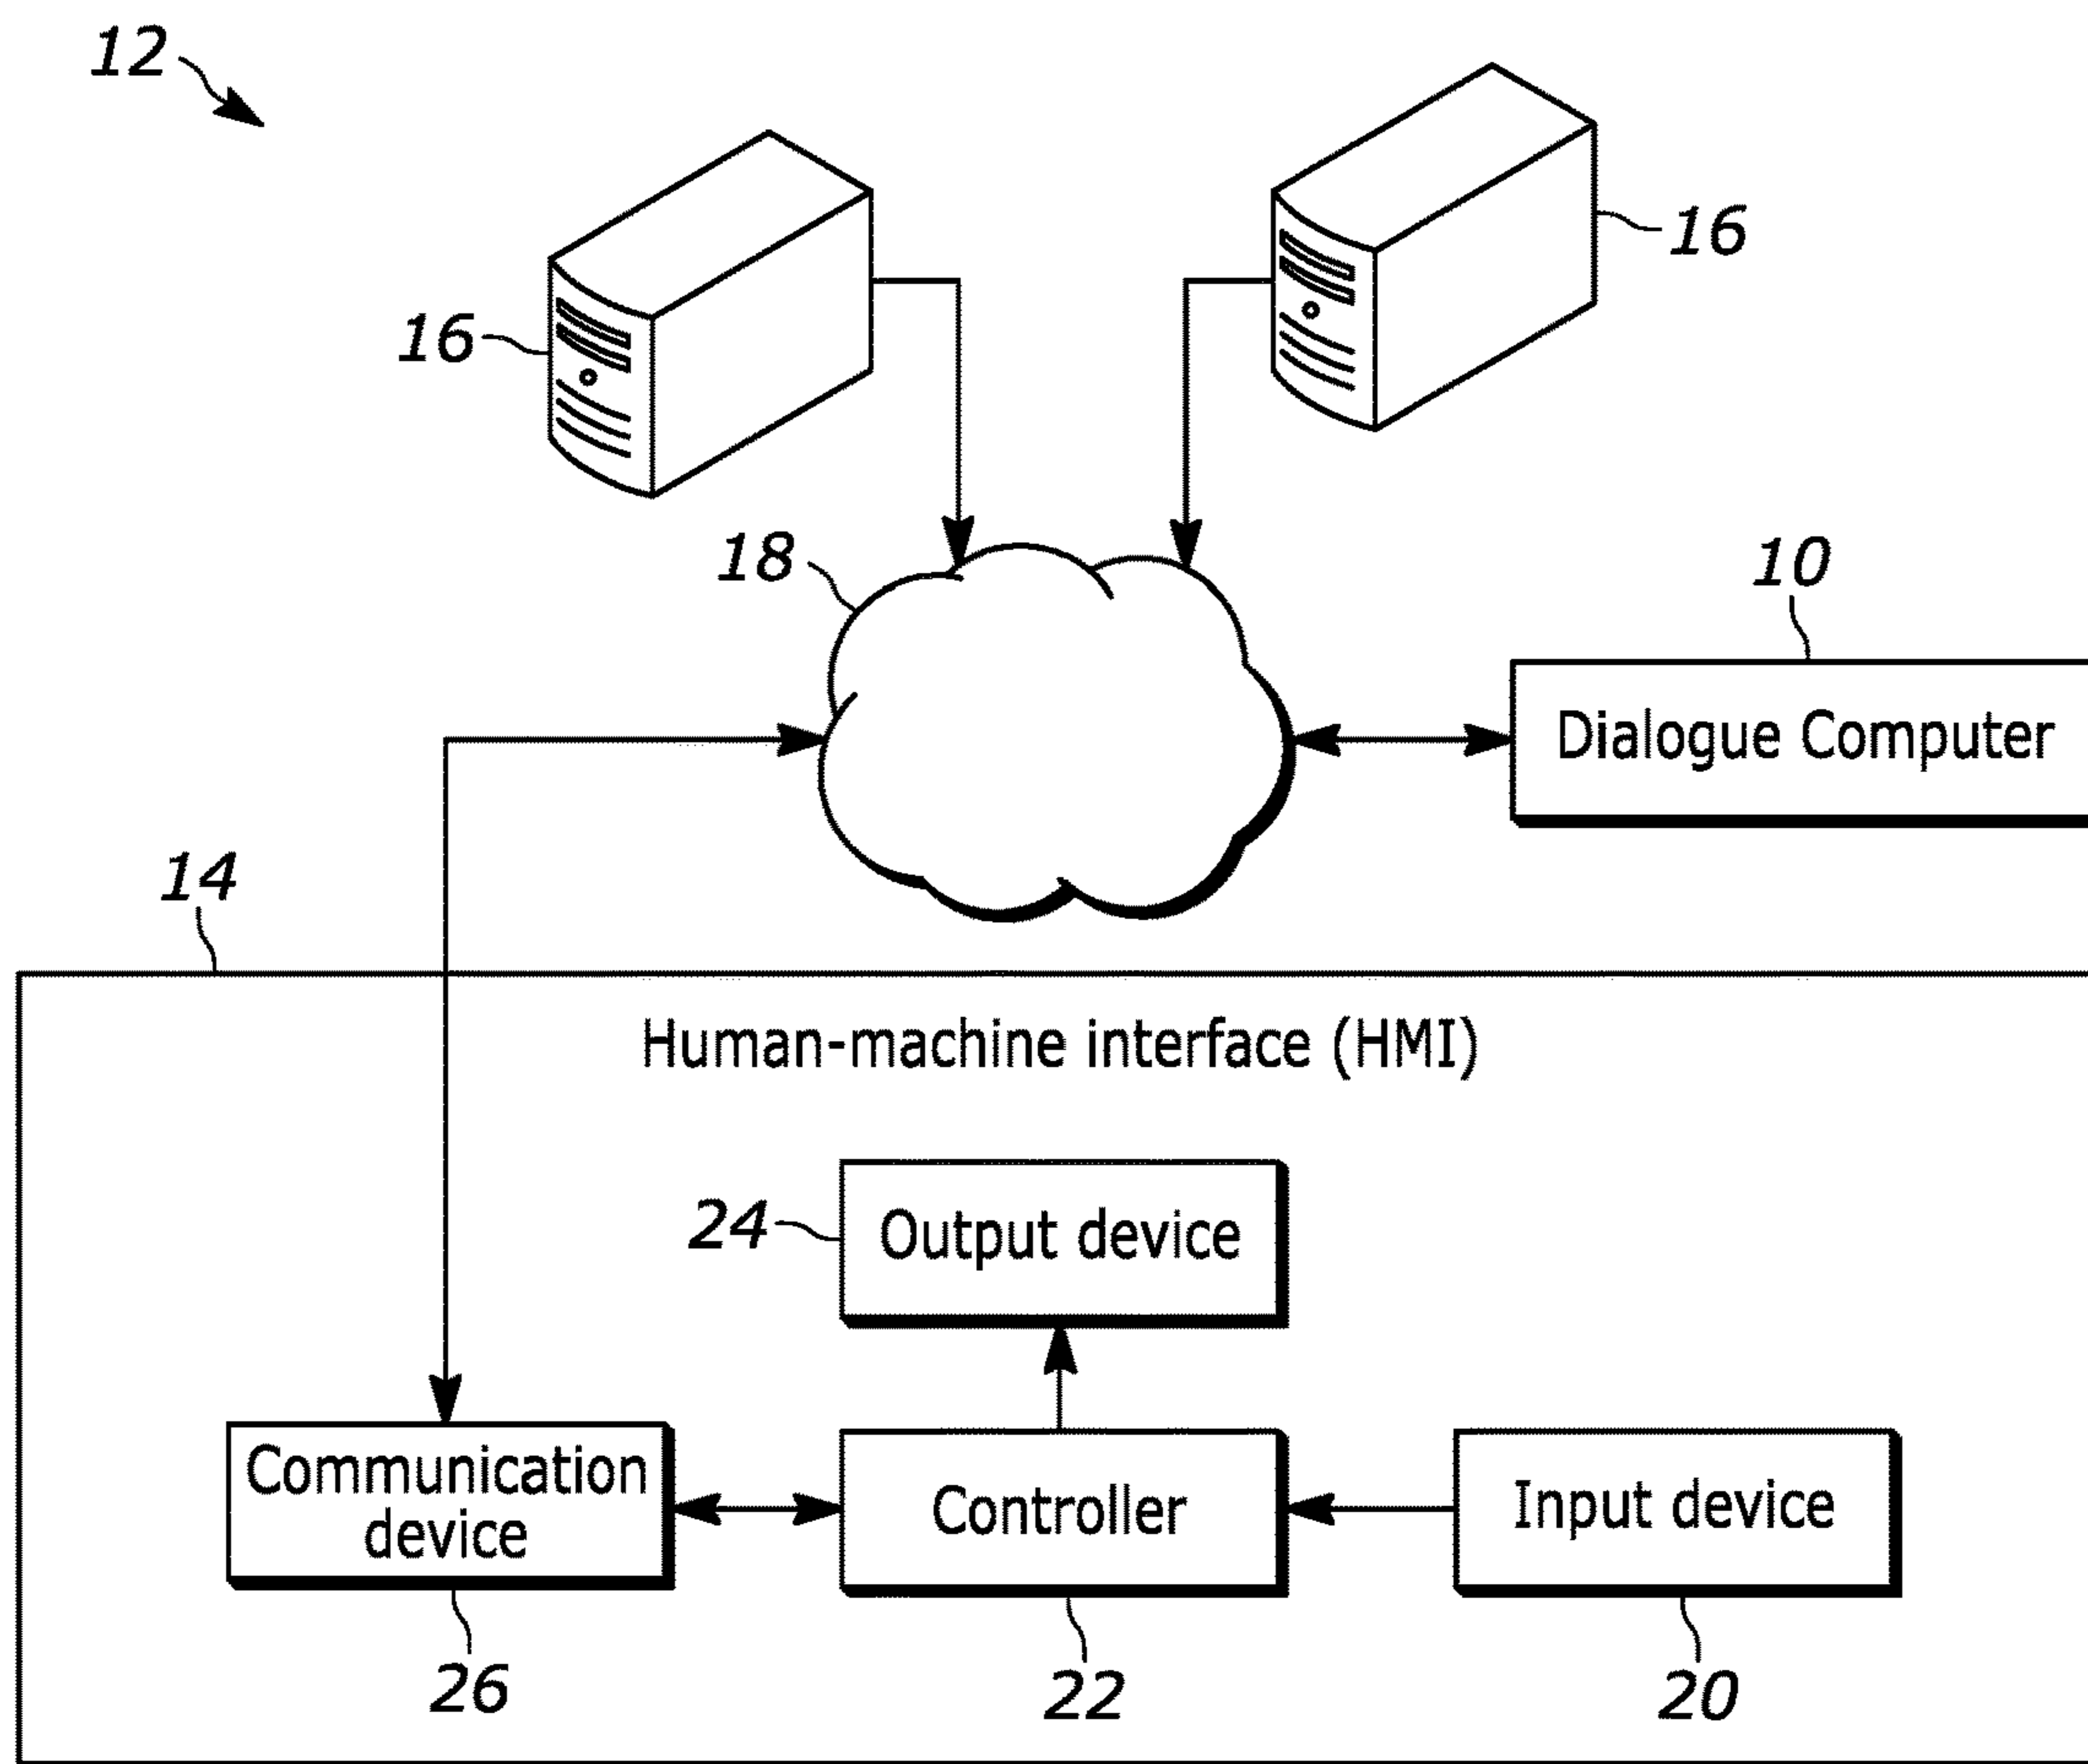 12
16
16
18
10
Dialogue Computer
14
Human-machine interface (HMI)
24
Output device
Communication
device
Controller
Input device
26
22
20